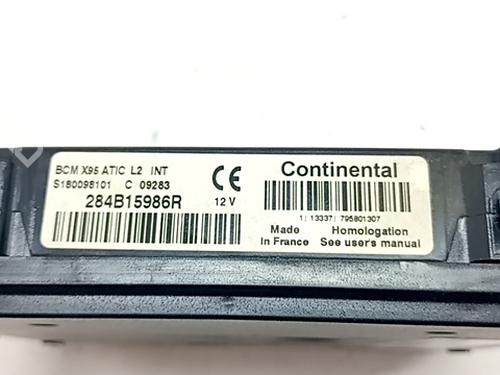 BCM X95 ATIC L2 INT
S180098101 C 09283
284B15986R
12 V
CE
Continental
1/13337/795801307
Made In France
Homologation See user's manual